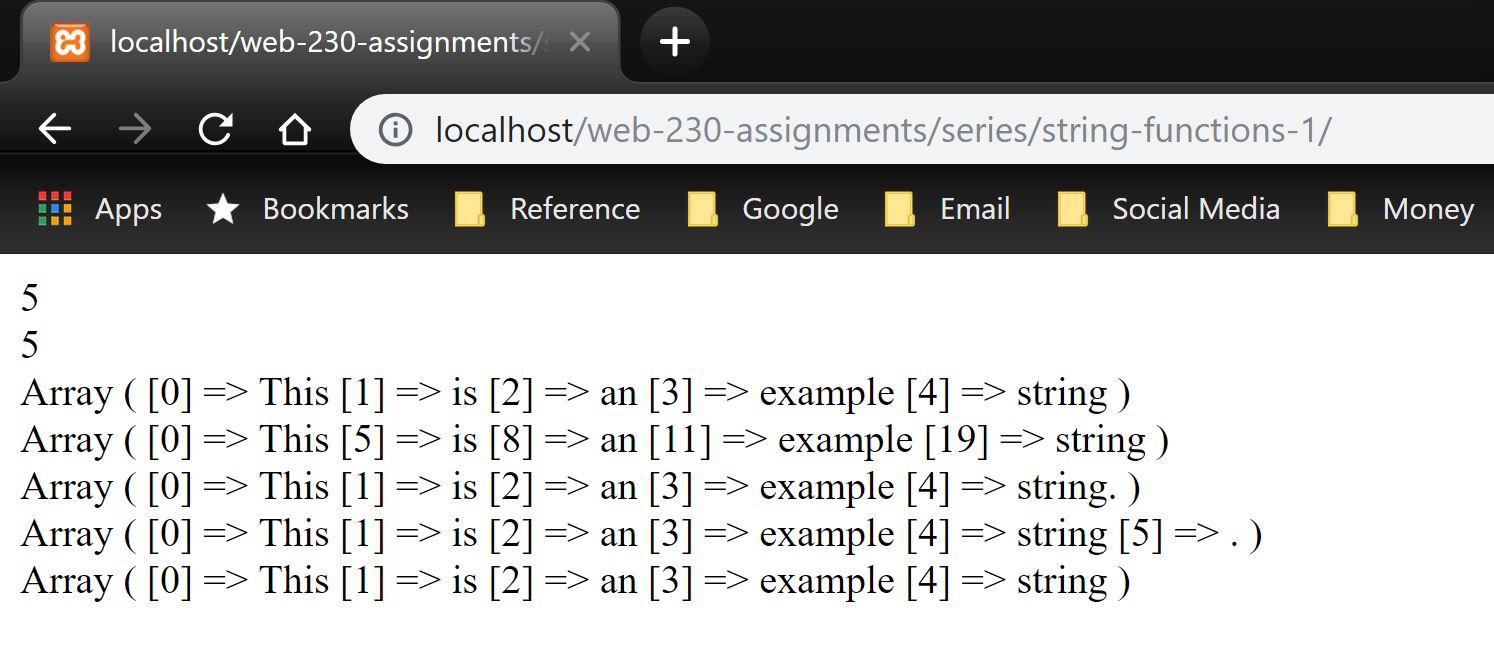 localhost/web-230-assignments/
localhost/web-230-assignments/series/string-functions-1/
Apps Bookmarks Reference Google Email Social Media Money
5
5
Array ( [0] => This [1] => is [2] => an [3] => example [4] => string )
Array ( [0] => This [5] => is [8] => an [11] => example [19] => string )
Array ( [0] => This [1] => is [2] => an [3] => example [4] => string. )
Array ( [0] => This [1] => is [2] => an [3] => example [4] => string [5] => . )
Array ( [0] => This [1] => is [2] => an [3] => example [4] => string )